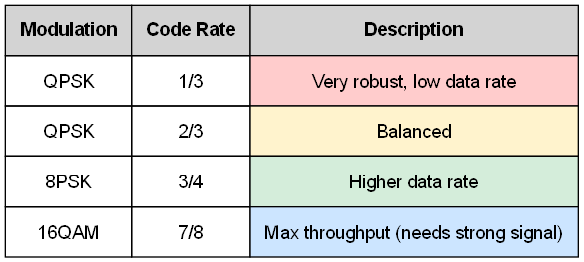 Modulation Code Rate Description
QPSK 1/3 Very robust, low data rate
QPSK 2/3 Balanced
8PSK 3/4 Higher data rate
16QAM 7/8 Max throughput (needs strong signal)